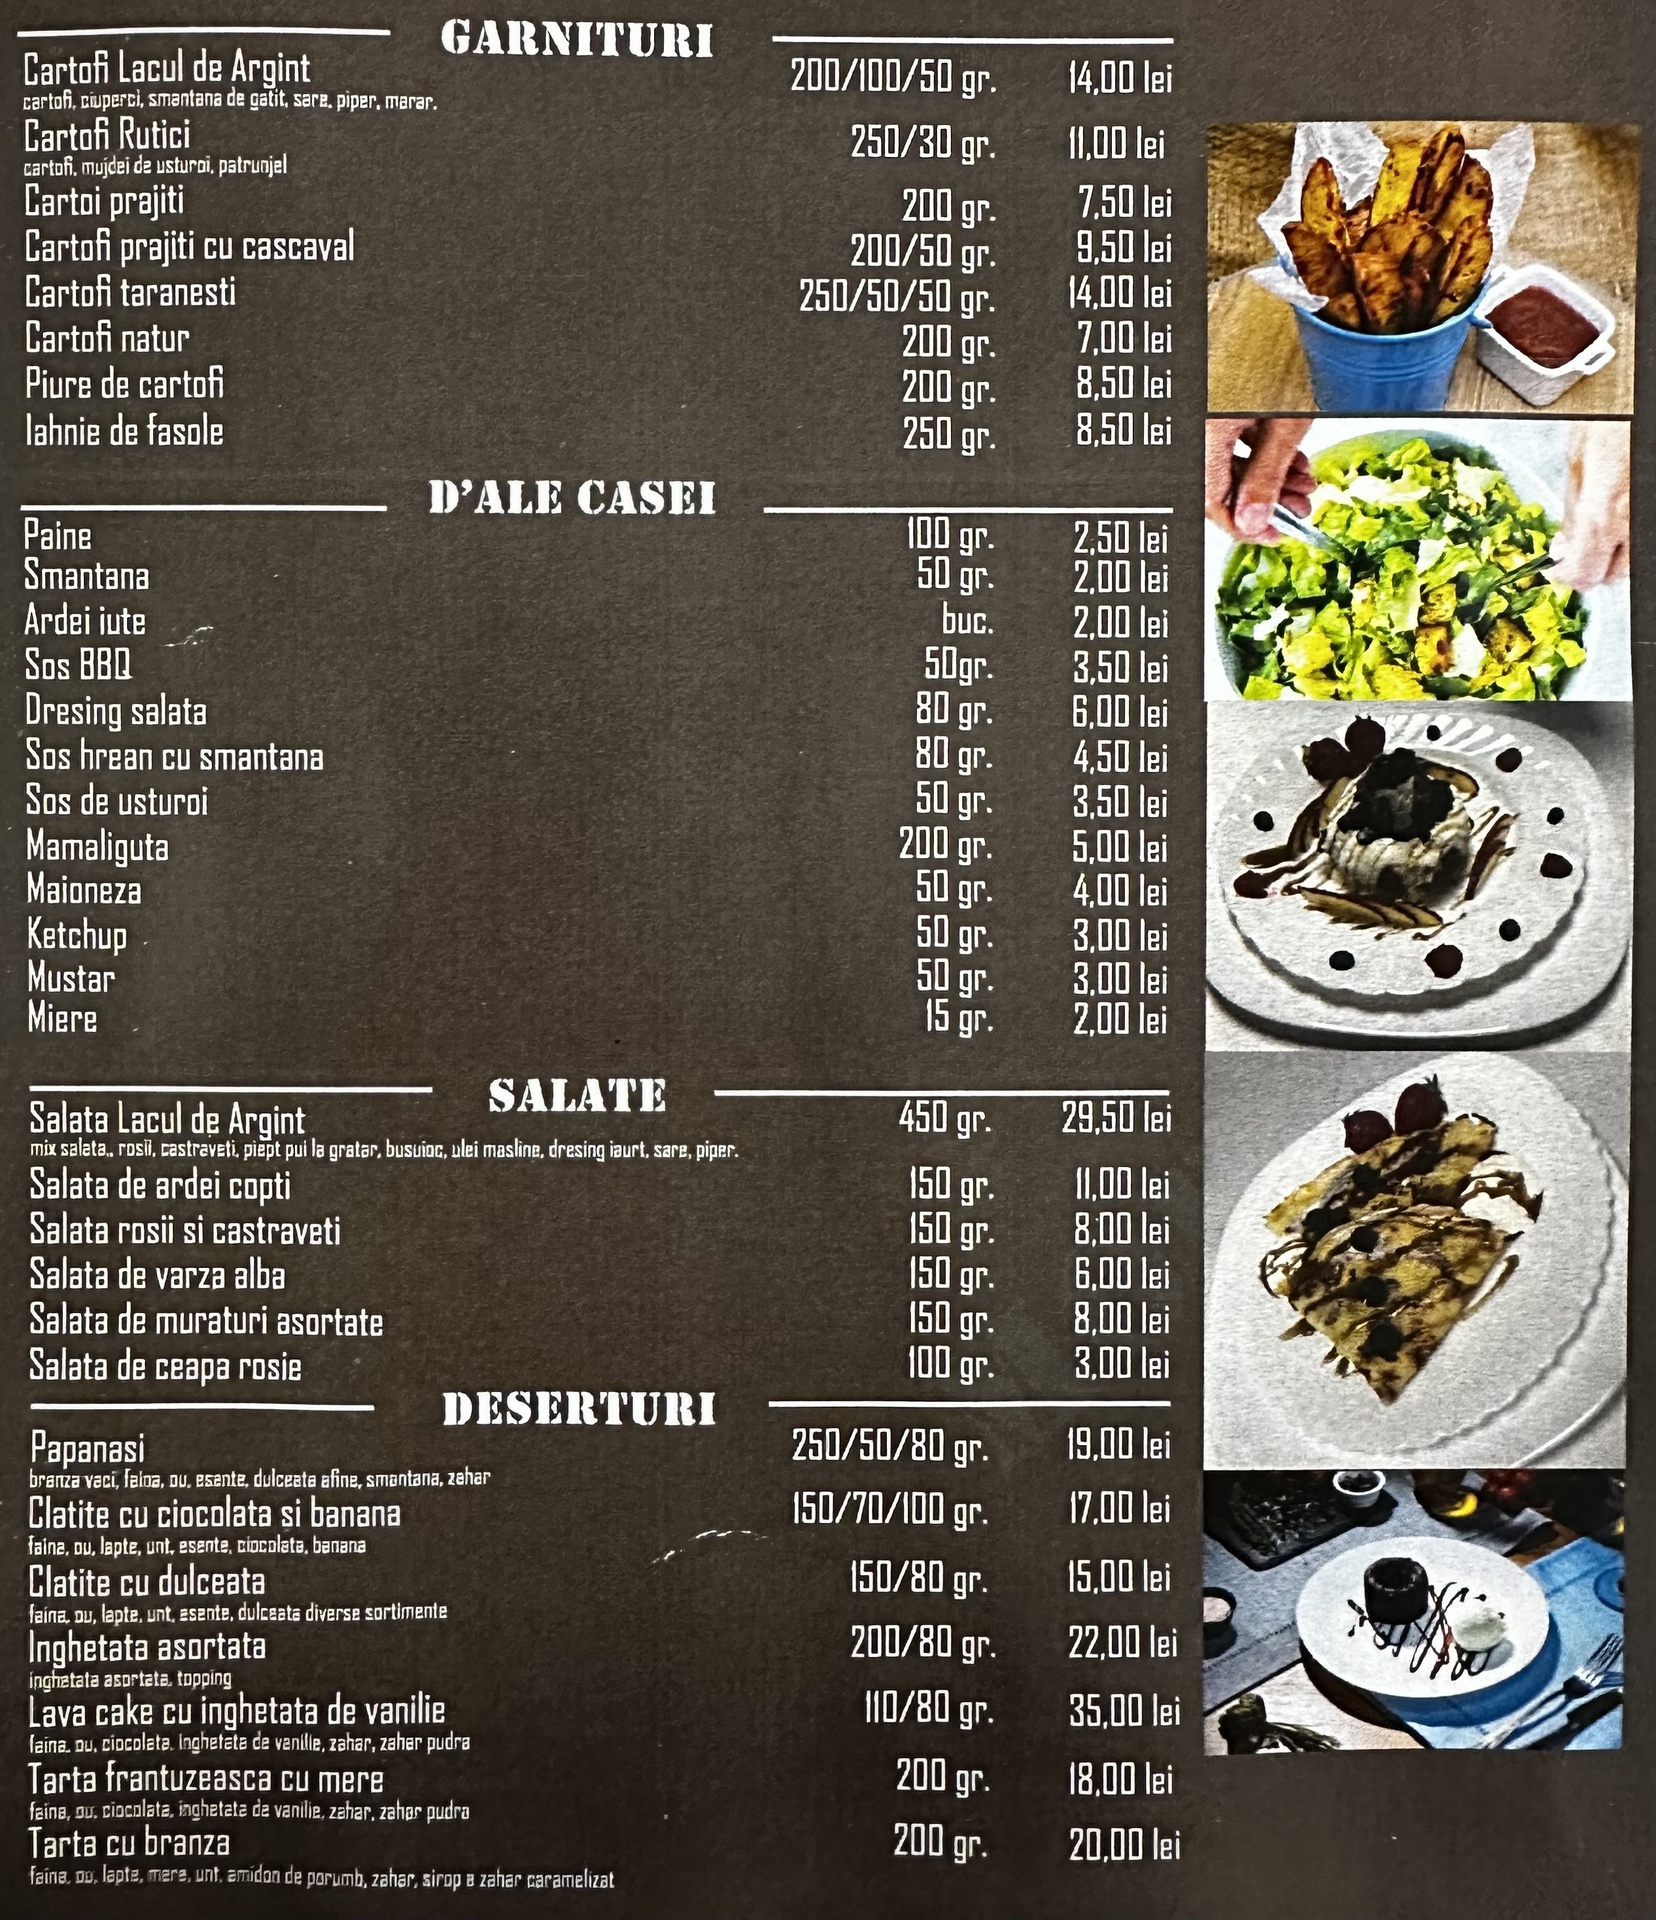 GARNITURI
Cartofi Lacul de Argint 200/100/50 gr. 14,00 lei
cartofi, ciuperci, smantana de gatit, sare, piper, marar.
Cartofi Rutici 250/30 gr. 11,00 lei
cartofi, mujdei de usturoi, patrunjel
Cartoi prajiti 200 gr. 7,50 lei
Cartofi prajiti cu cascaval 200/50 gr. 9,50 lei
Cartofi taranesti 250/50/50 gr. 14,00 lei
Cartofi natur 200 gr. 7,00 lei
Piure de cartofi 200 gr. 8,50 lei
Iahnie de fasole 250 gr. 8,50 lei
D'ALE CASEI
Paine 100 gr. 2,50 lei
Smantana 50 gr. 2,00 lei
Ardei iute buc. 2,00 lei
Sos BBQ 50gr. 3,50 lei
Dresing salata 80 gr. 6,00 lei
Sos hrean cu smantana 80 gr. 4,50 lei
Sos de usturoi 50 gr. 3,50 lei
Mamaliguta 200 gr. 5,00 lei
Maioneza 50 gr. 4,00 lei
Ketchup 50 gr. 3,00 lei
Mustar 50 gr. 3,00 lei
Miere 15 gr. 2,00 lei
SALATE
Salata Lacul de Argint 450 gr. 29,50 lei
mix salata,, rosii, castraveti, piept pui la gratar, busuioc, ulei masline, dresing iaurt, sare, piper.
Salata de ardei copti 150 gr. 11,00 lei
Salata rosii si castraveti 150 gr. 8,00 lei
Salata de varza alba 150 gr. 6,00 lei
Salata de muraturi asortate 150 gr. 8,00 lei
Salata de ceapa rosie 100 gr. 3,00 lei
DESERTURI
Papanasi 250/50/80 gr. 19,00 lei
branza vaci, faina, ou, esente, dulceata afine, smantana, zahar
Clatite cu ciocolata si banana 150/70/100 gr. 17,00 lei
faina, ou, lapte, unt, esente, ciocolata, banana
Clatite cu dulceata 150/80 gr. 15,00 lei
faina, ou, lapte, unt, esente, dulceata diverse sortimente
Inghetata asortata 200/80 gr. 22,00 lei
inghetata asortata, topping
Lava cake cu inghetata de vanilie 110/80 gr. 35,00 lei
faina, ou, ciocolata, inghetata de vanilie, zahar, zahar pudra
Tarta frantuzeasca cu mere 200 gr. 18,00 lei
faina, ou, ciocolata, inghetata de vanilie, zahar, zahar pudra
Tarta cu branza 200 gr. 20,00 lei
faina, ou, lapte, mere, unt, amidon de porumb, zahar, sirop a zahar caramelizat